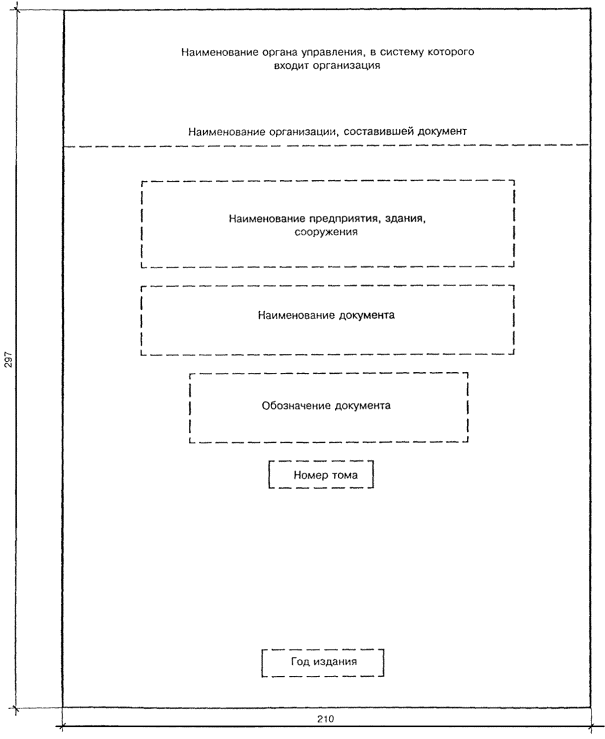 Наименование органа управления, в систему которого
входит организация
Наименование организации, составившей документ
Наименование предприятия, здания,
сооружения
Наименование документа
297
Обозначение документа
Номер тома
Год издания
210